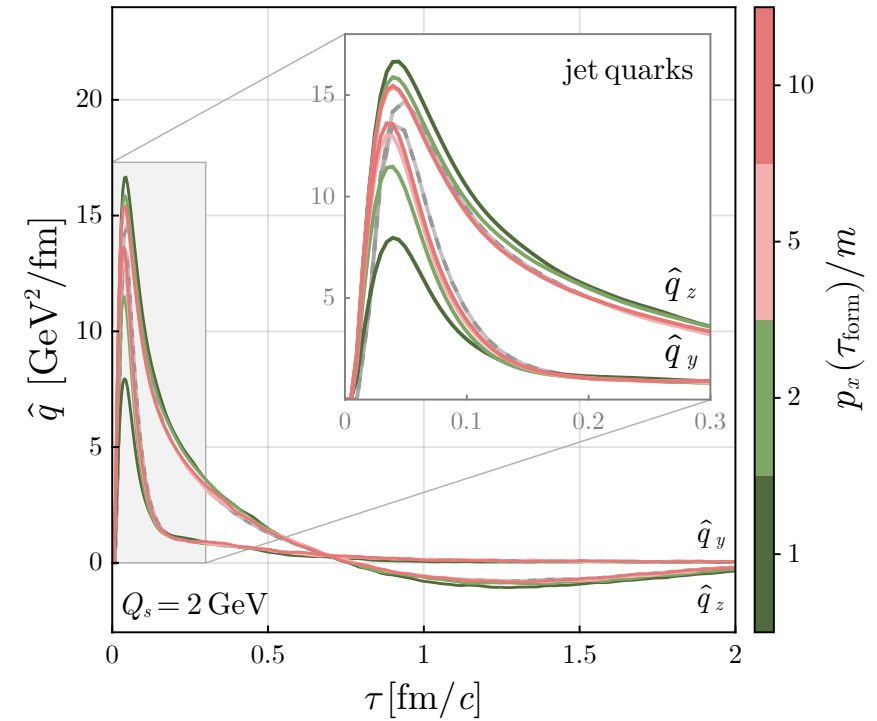 q̂ [GeV²/fm]
20
15
10
5
0
0
0.5
1
1.5
2
τ [fm/c]
Q_s = 2 GeV
q̂ y
q̂ z
jet quarks
15
10
5
0
0.1
0.2
0.3
q̂ z
q̂ y
10
5
2
1
p_x(τ_form)/m